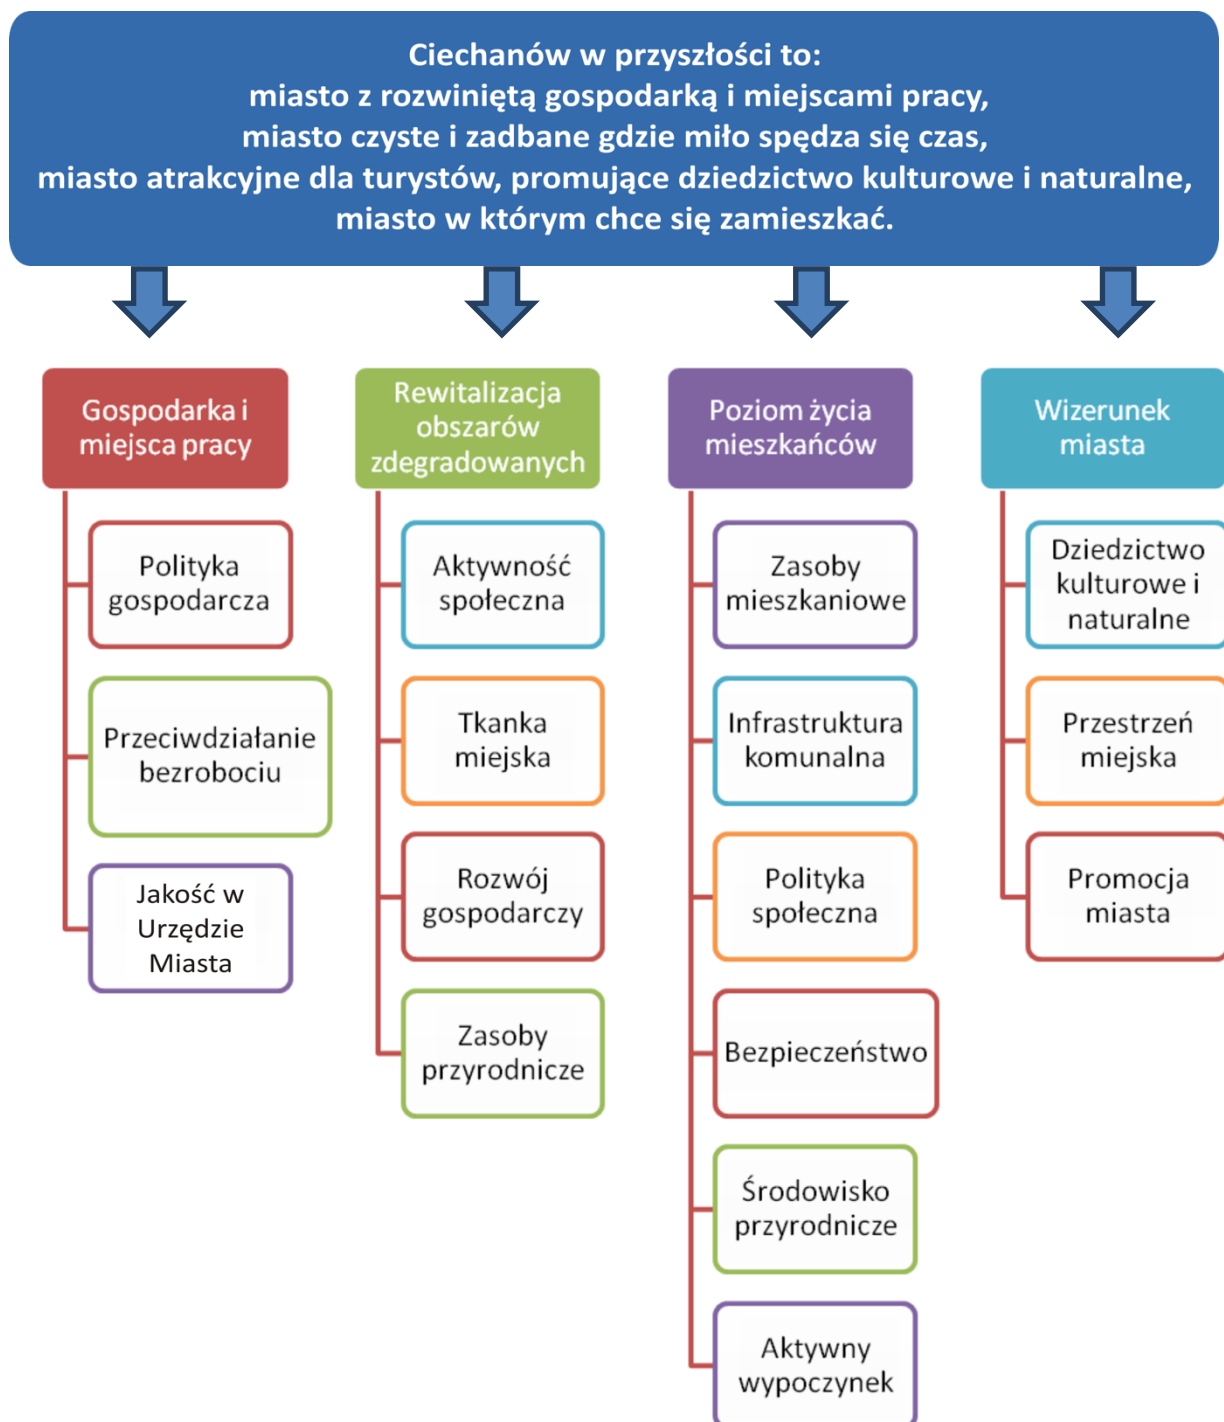 Ciechanów w przyszłości to:
miasto z rozwiniętą gospodarką i miejscami pracy,
miasto czyste i zadbane gdzie miło spędza się czas,
miasto atrakcyjne dla turystów, promujące dziedzictwo kulturowe i naturalne,
miasto w którym chce się zamieszkać.
Gospodarka i
miejsca pracy
Polityka
gospodarcza
Przeciwdziałanie
bezrobociu
Jakość w
Urzędzie
Miasta
Rewitalizacja
obszarów
zdegradowanych
Aktywność
społeczna
Tkanka
miejska
Rozwój
gospodarczy
Zasoby
przyrodnicze
Poziom życia
mieszkańców
Zasoby
mieszkaniowe
Infrastruktura
komunalna
Polityka
społeczna
Bezpieczeństwo
Środowisko
przyrodnicze
Aktywny
wypoczynek
Wizerunek
miasta
Dziedzictwo
kulturowe i
naturalne
Przestrzeń
miejska
Promocja
miasta